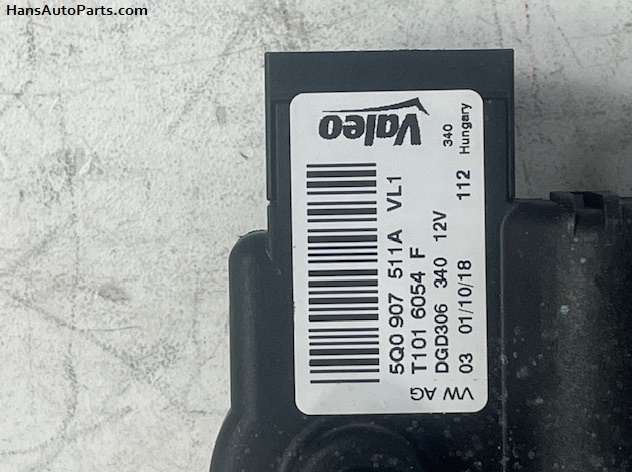 HansAutoParts.com
Valeo
5Q0 907 511A VL1
T101 6054 F
DGD306 340 12V
03 01/10/18 112
VW AG
340
Hungary